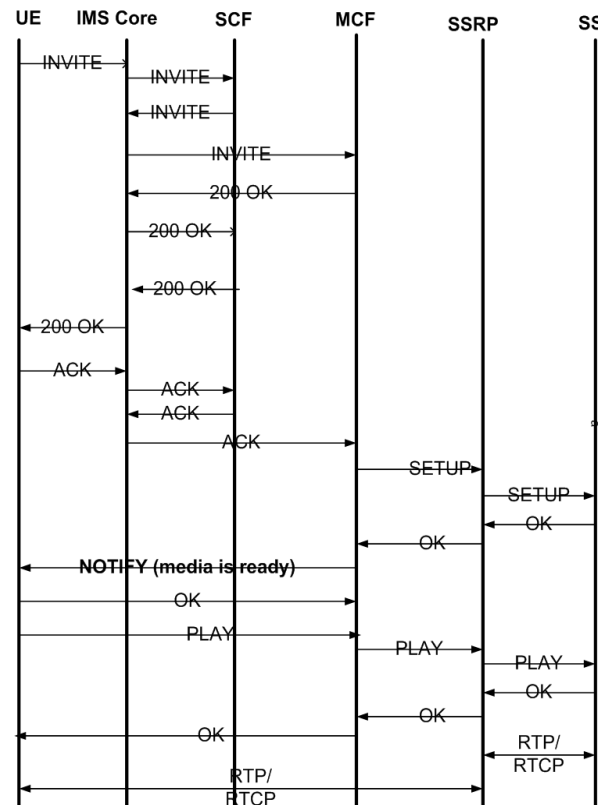 UE IMS Core SCF MCF SSRP SS
INVITE
INVITE
INVITE
INVITE
200 OK
200 OK
200 OK
200 OK
ACK
ACK
ACK
ACK
SETUP
SETUP
OK
OK
NOTIFY (media is ready)
OK
PLAY
PLAY
PLAY
OK
OK
OK
RTP/
RTCP
RTP/
RTCP